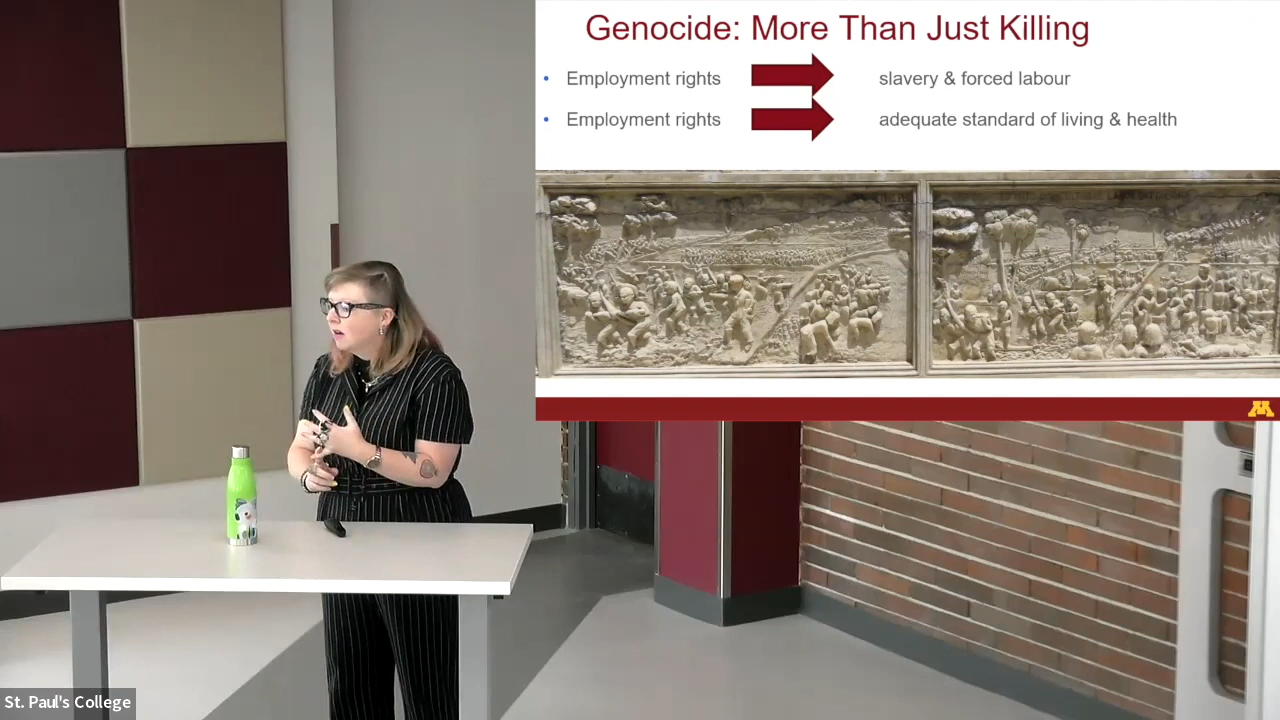 Genocide: More Than Just Killing
• Employment rights slavery & forced labour
• Employment rights adequate standard of living & health
St. Paul's College